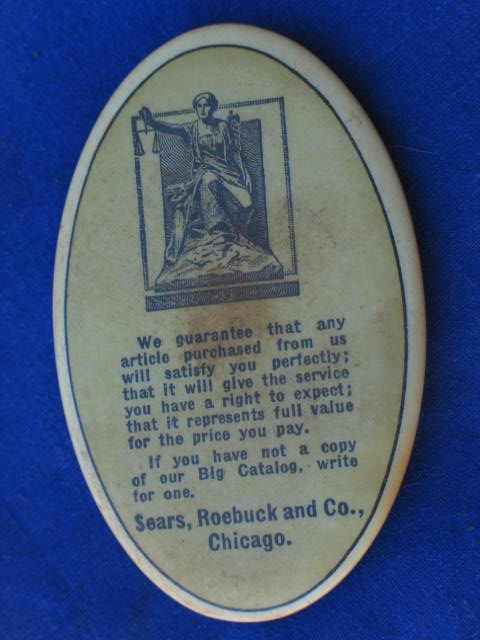 We guarantee that any
article purchased from us
will satisfy you perfectly;
that it will give the service
you have a right to expect;
that it represents full value
for the price you pay.
If you have not a copy
of our Big Catalog, write
for one.
Sears, Roebuck and Co.,
Chicago.